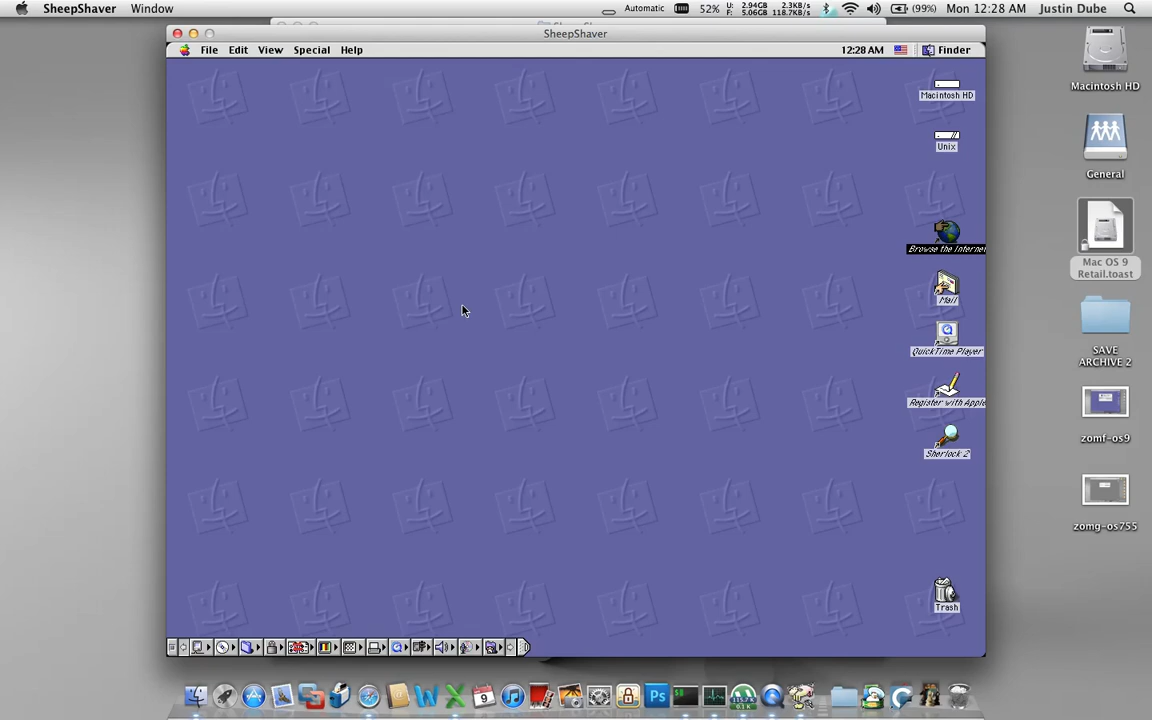 SheepShaver Window Automatic 52% U: 2.94GB 2.3KB/s (99%) Mon 12:28 AM Justin Dube
F: 5.06GB 118.7KB/s
SheepShaver
File Edit View Special Help 12:28 AM Finder
Macintosh HD
Unix
Browse the Internet
Mail
QuickTime Player
Register with Apple
Sherlock 2
Trash
Macintosh HD
General
Mac OS 9
Retail.toast
SAVE
ARCHIVE 2
zomf-os9
zomg-os755
9